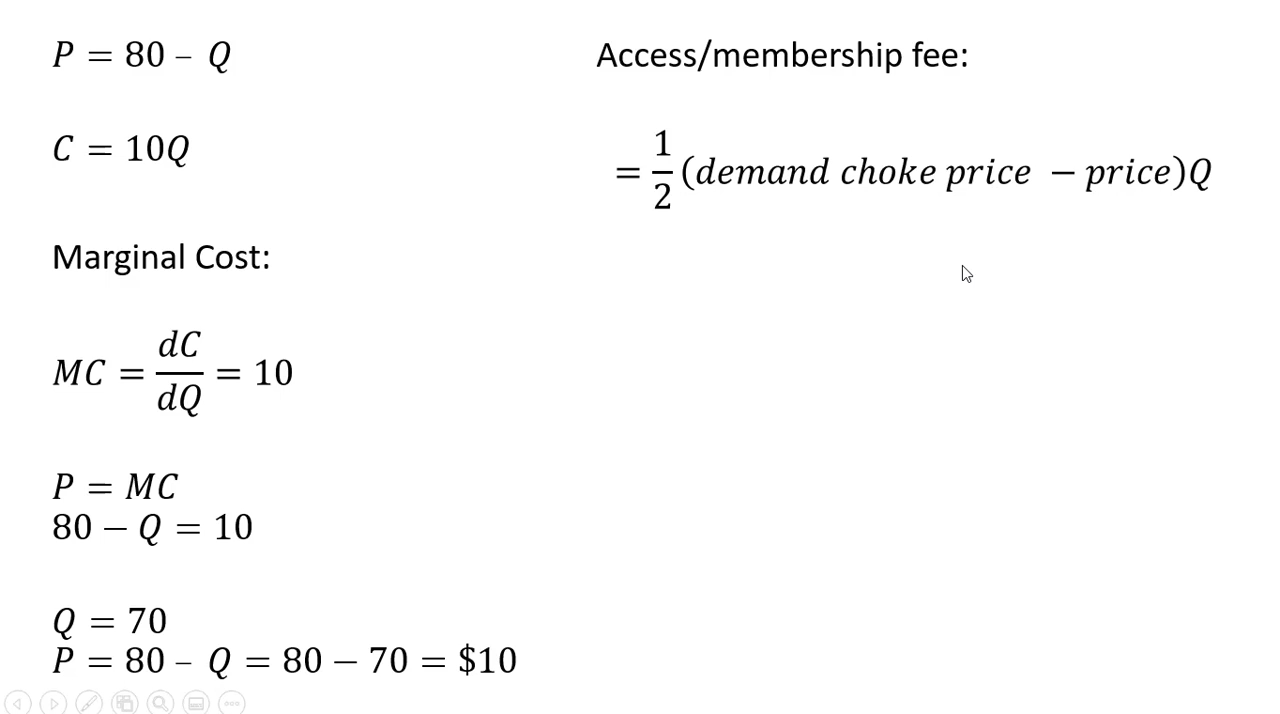 P = 80 – Q
C = 10Q
Marginal Cost:
MC = dC/dQ = 10
P = MC
80 − Q = 10
Q = 70
P = 80 – Q = 80 − 70 = $10
Access/membership fee:
= 1/2 (demand choke price − price)Q